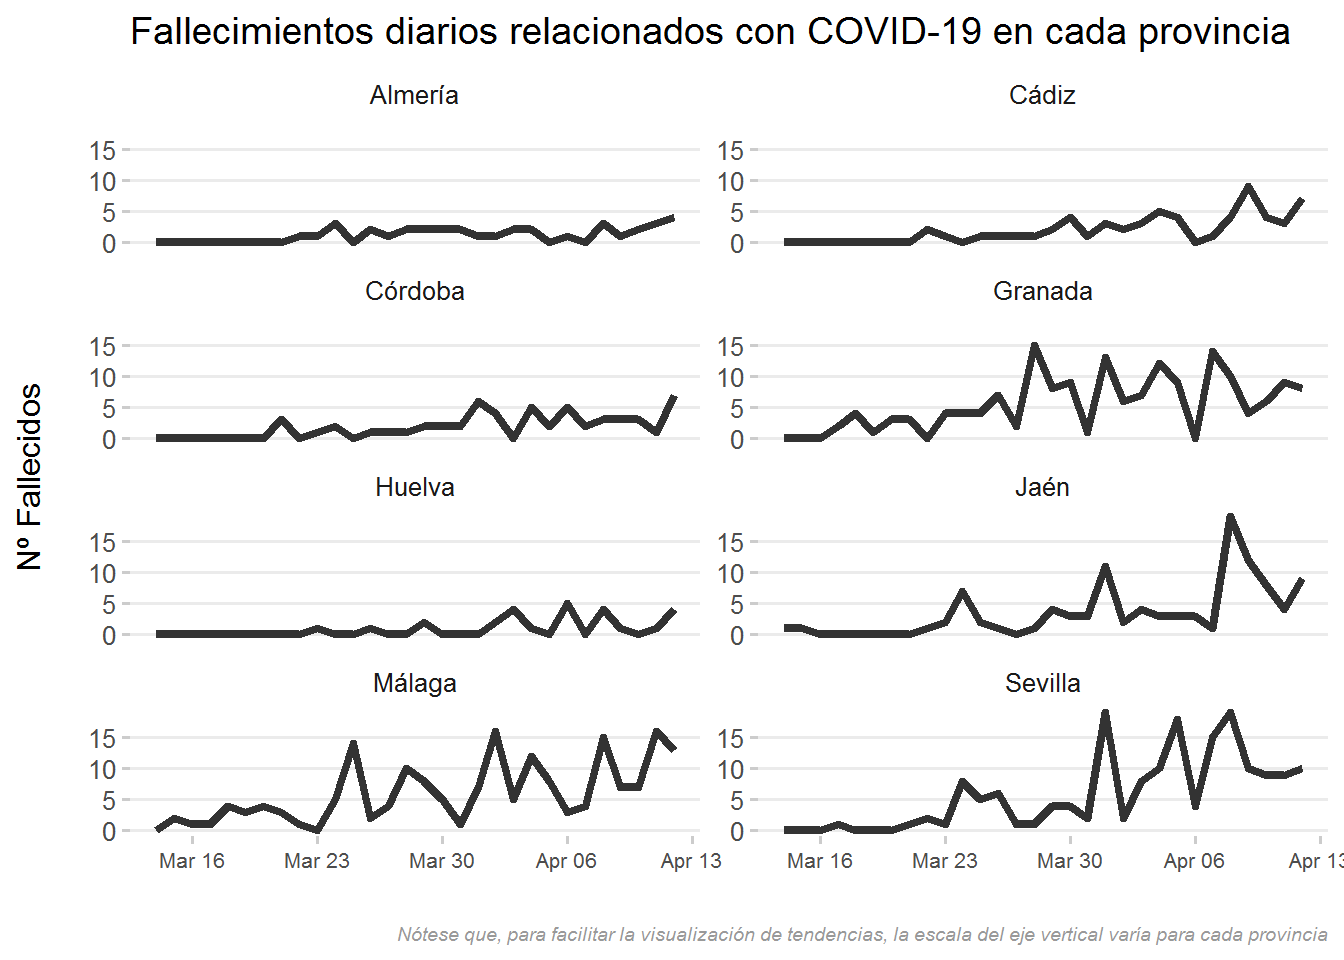 Fallecimientos diarios relacionados con COVID-19 en cada provincia
Almería
Cádiz
15
10
5
0
15
10
5
0
Córdoba
Granada
15
10
5
0
15
10
5
0
Nº Fallecidos
Huelva
Jaén
15
10
5
0
15
10
5
0
Málaga
Sevilla
15
10
5
0
15
10
5
0
Mar 16 Mar 23 Mar 30 Apr 06 Apr 13
Mar 16 Mar 23 Mar 30 Apr 06 Apr 13
Nótese que, para facilitar la visualización de tendencias, la escala del eje vertical varía para cada provincia